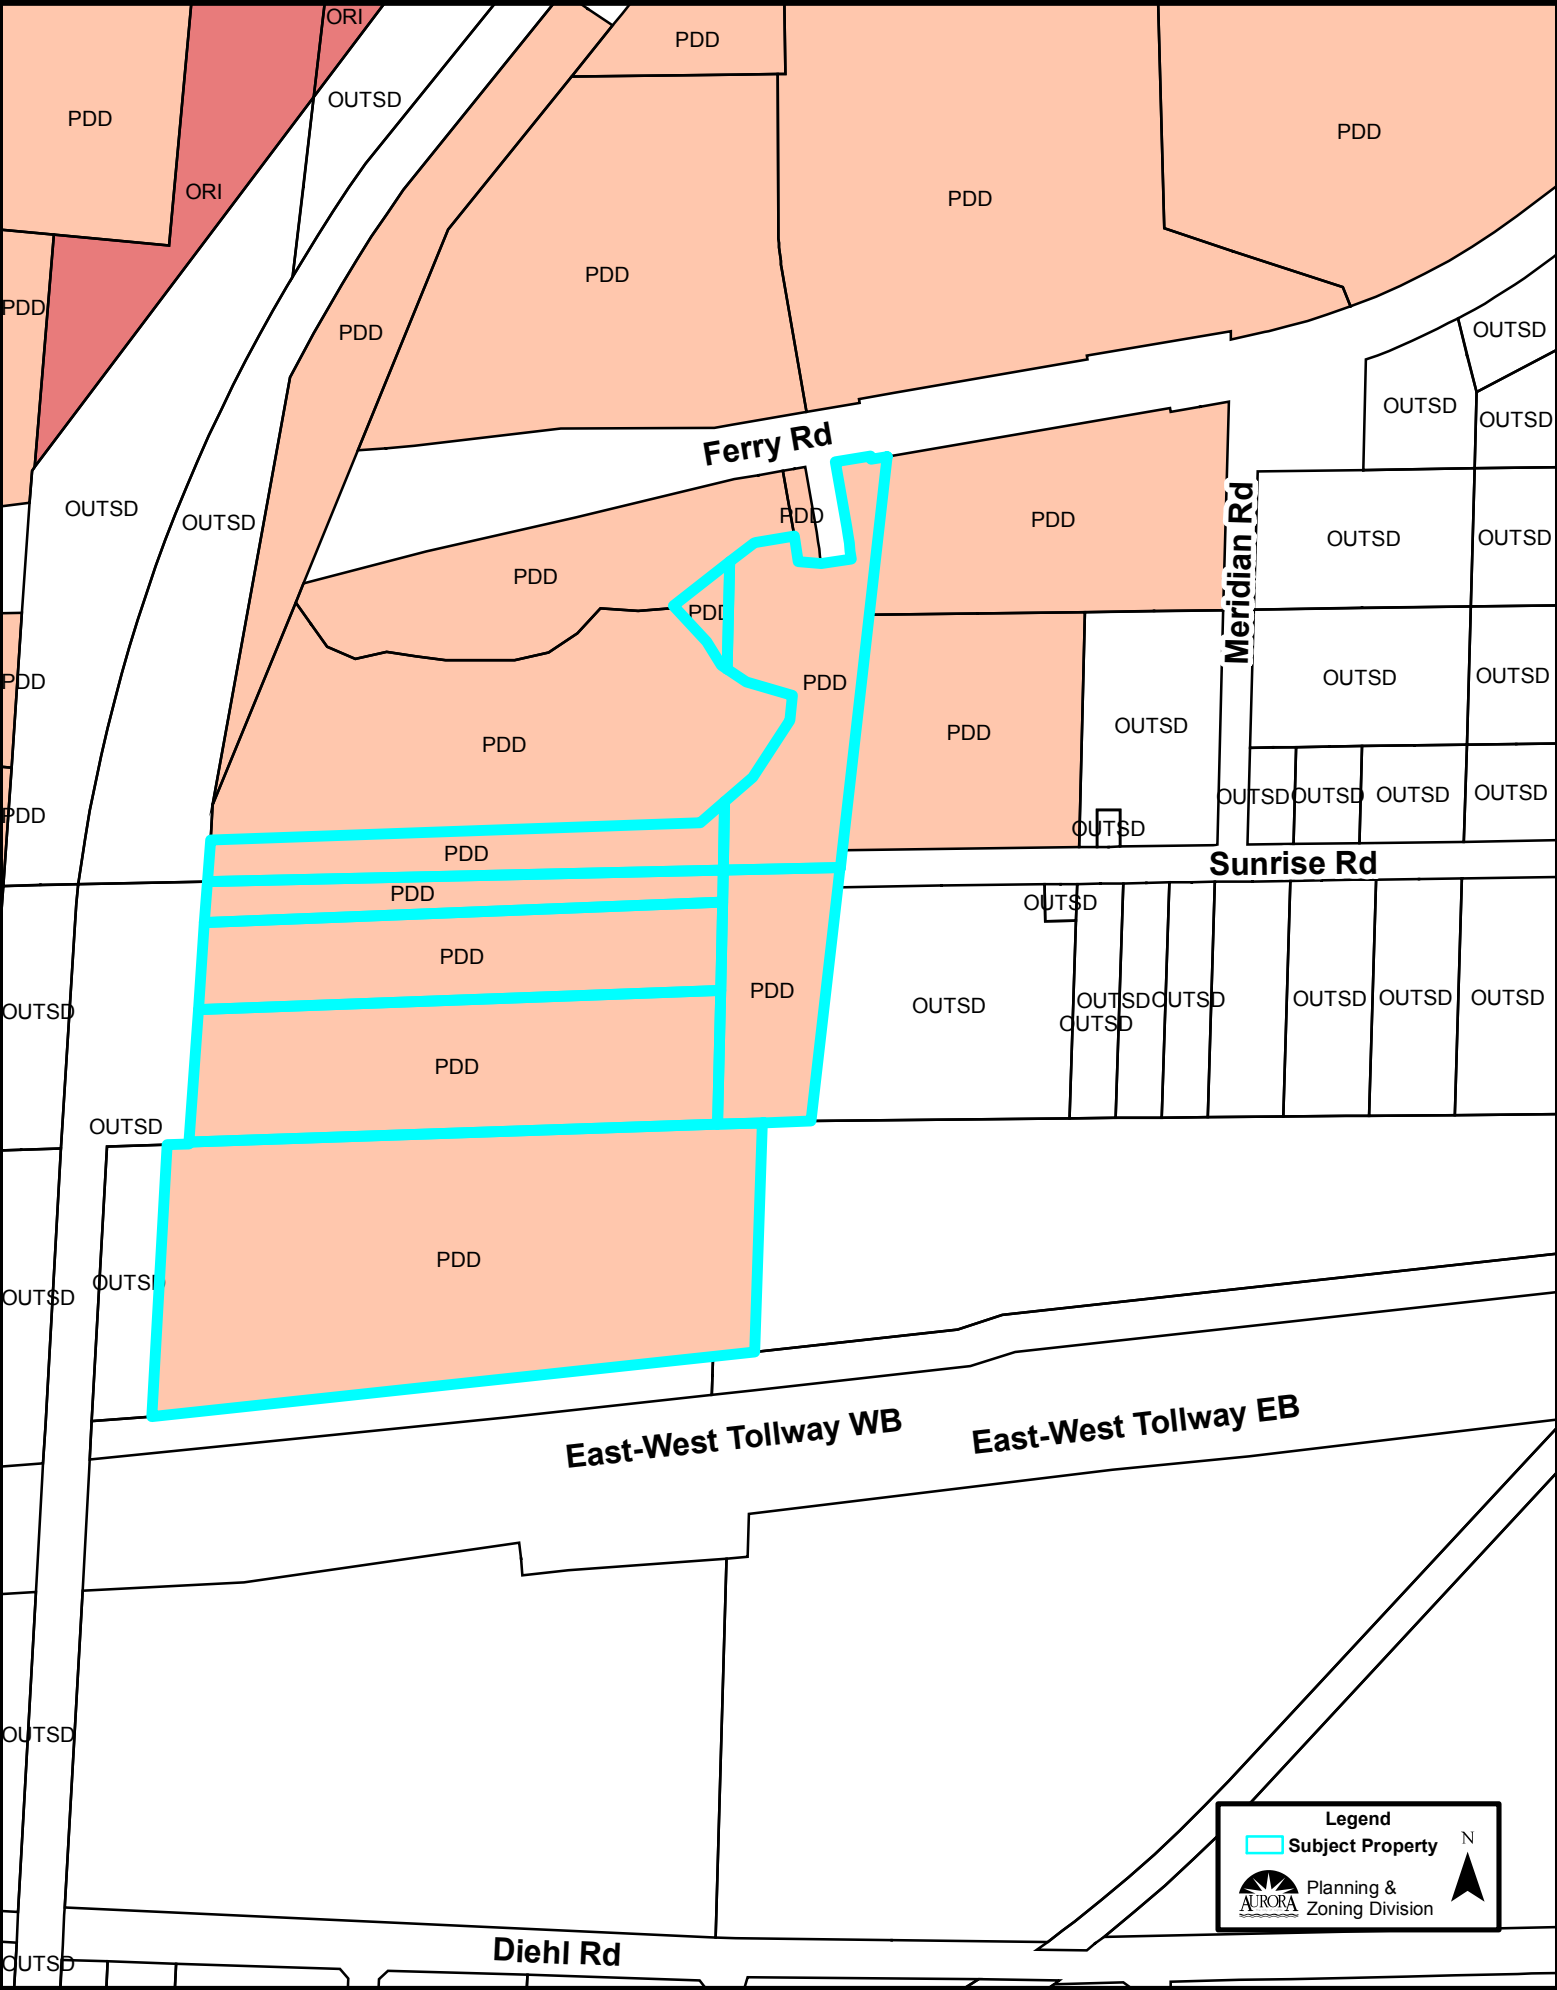 ORI
PDD
OUTSD
PDD
PDD
ORI
PDD
PDD
PDD
PDD
OUTSD
PDD
OUTSD
OUTSD
Ferry Rd
OUTSD
OUTSD
PDD
PDD
Meridian Rd
OUTSD
OUTSD
PDD
PDD
PDD
PDD
OUTSD
OUTSD
PDD
PDD
OUTSD
PDD
OUTSD
OUTSD
OUTSD
OUTSD
PDD
OUTSD
PDD
Sunrise Rd
PDD
OUTSD
PDD
PDD
OUTSD
OUTSD
OUTSD
OUTSD
OUTSD
OUTSD
OUTSD
OUTSD
PDD
OUTSD
PDD
OUTSD
OUTSD
East-West Tollway WB
East-West Tollway EB
OUTSD
Legend
Subject Property
N
AURORA
Planning &
Zoning Division
Diehl Rd
OUTSD